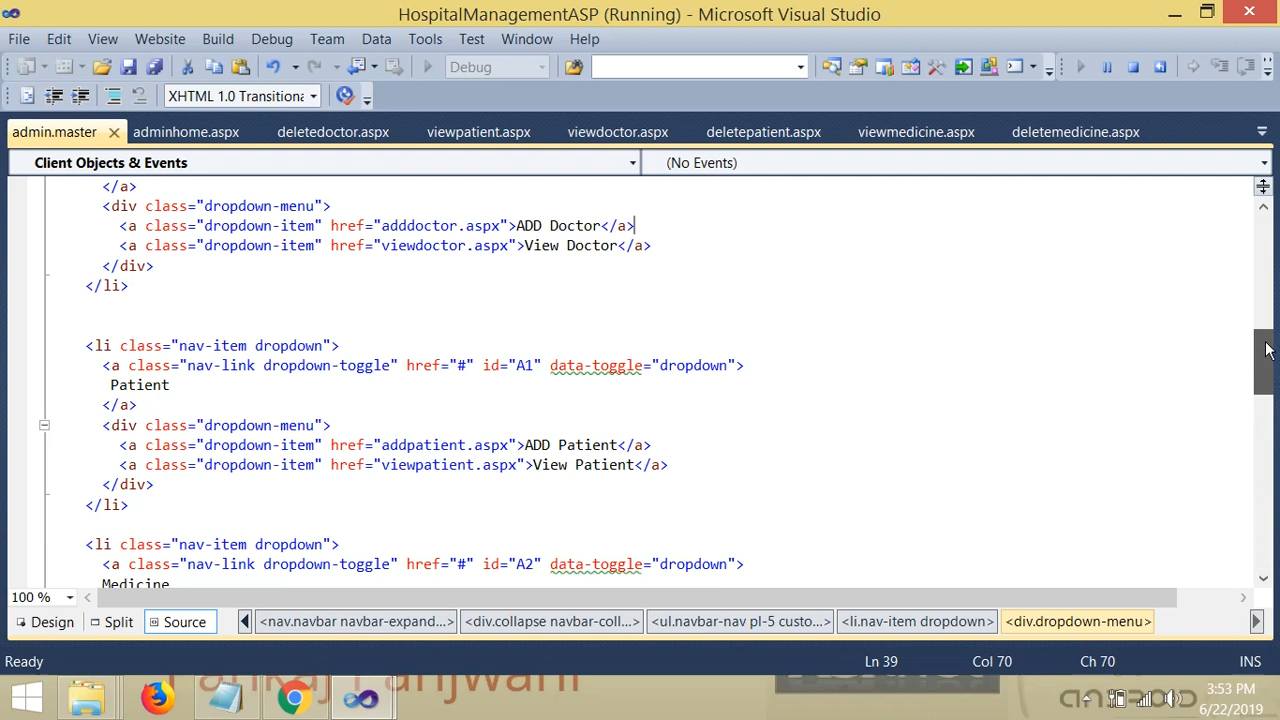 HospitalManagementASP (Running) - Microsoft Visual Studio
File Edit View Website Build Debug Team Data Tools Test Window Help
Debug
XHTML 1.0 Transitiona
admin.master adminhome.aspx deletedoctor.aspx viewpatient.aspx viewdoctor.aspx deletepatient.aspx viewmedicine.aspx deletemedicine.aspx
Client Objects & Events (No Events)
</a>
<div class="dropdown-menu">
<a class="dropdown-item" href="adddoctor.aspx">ADD Doctor</a>
<a class="dropdown-item" href="viewdoctor.aspx">View Doctor</a>
</div>
</li>
<li class="nav-item dropdown">
<a class="nav-link dropdown-toggle" href="#" id="A1" data-toggle="dropdown">
Patient
</a>
<div class="dropdown-menu">
<a class="dropdown-item" href="addpatient.aspx">ADD Patient</a>
<a class="dropdown-item" href="viewpatient.aspx">View Patient</a>
</div>
</li>
<li class="nav-item dropdown">
<a class="nav-link dropdown-toggle" href="#" id="A2" data-toggle="dropdown">
Medicine
100 %
Design Split Source <nav.navbar navbar-expand...> <div.collapse navbar-coll...> <ul.navbar-nav pl-5 custo...> <li.nav-item dropdown> <div.dropdown-menu>
Ready Ln 39 Col 70 Ch 70 INS
Pankaj Panjwani
ANDROID
3:53 PM
6/22/2019